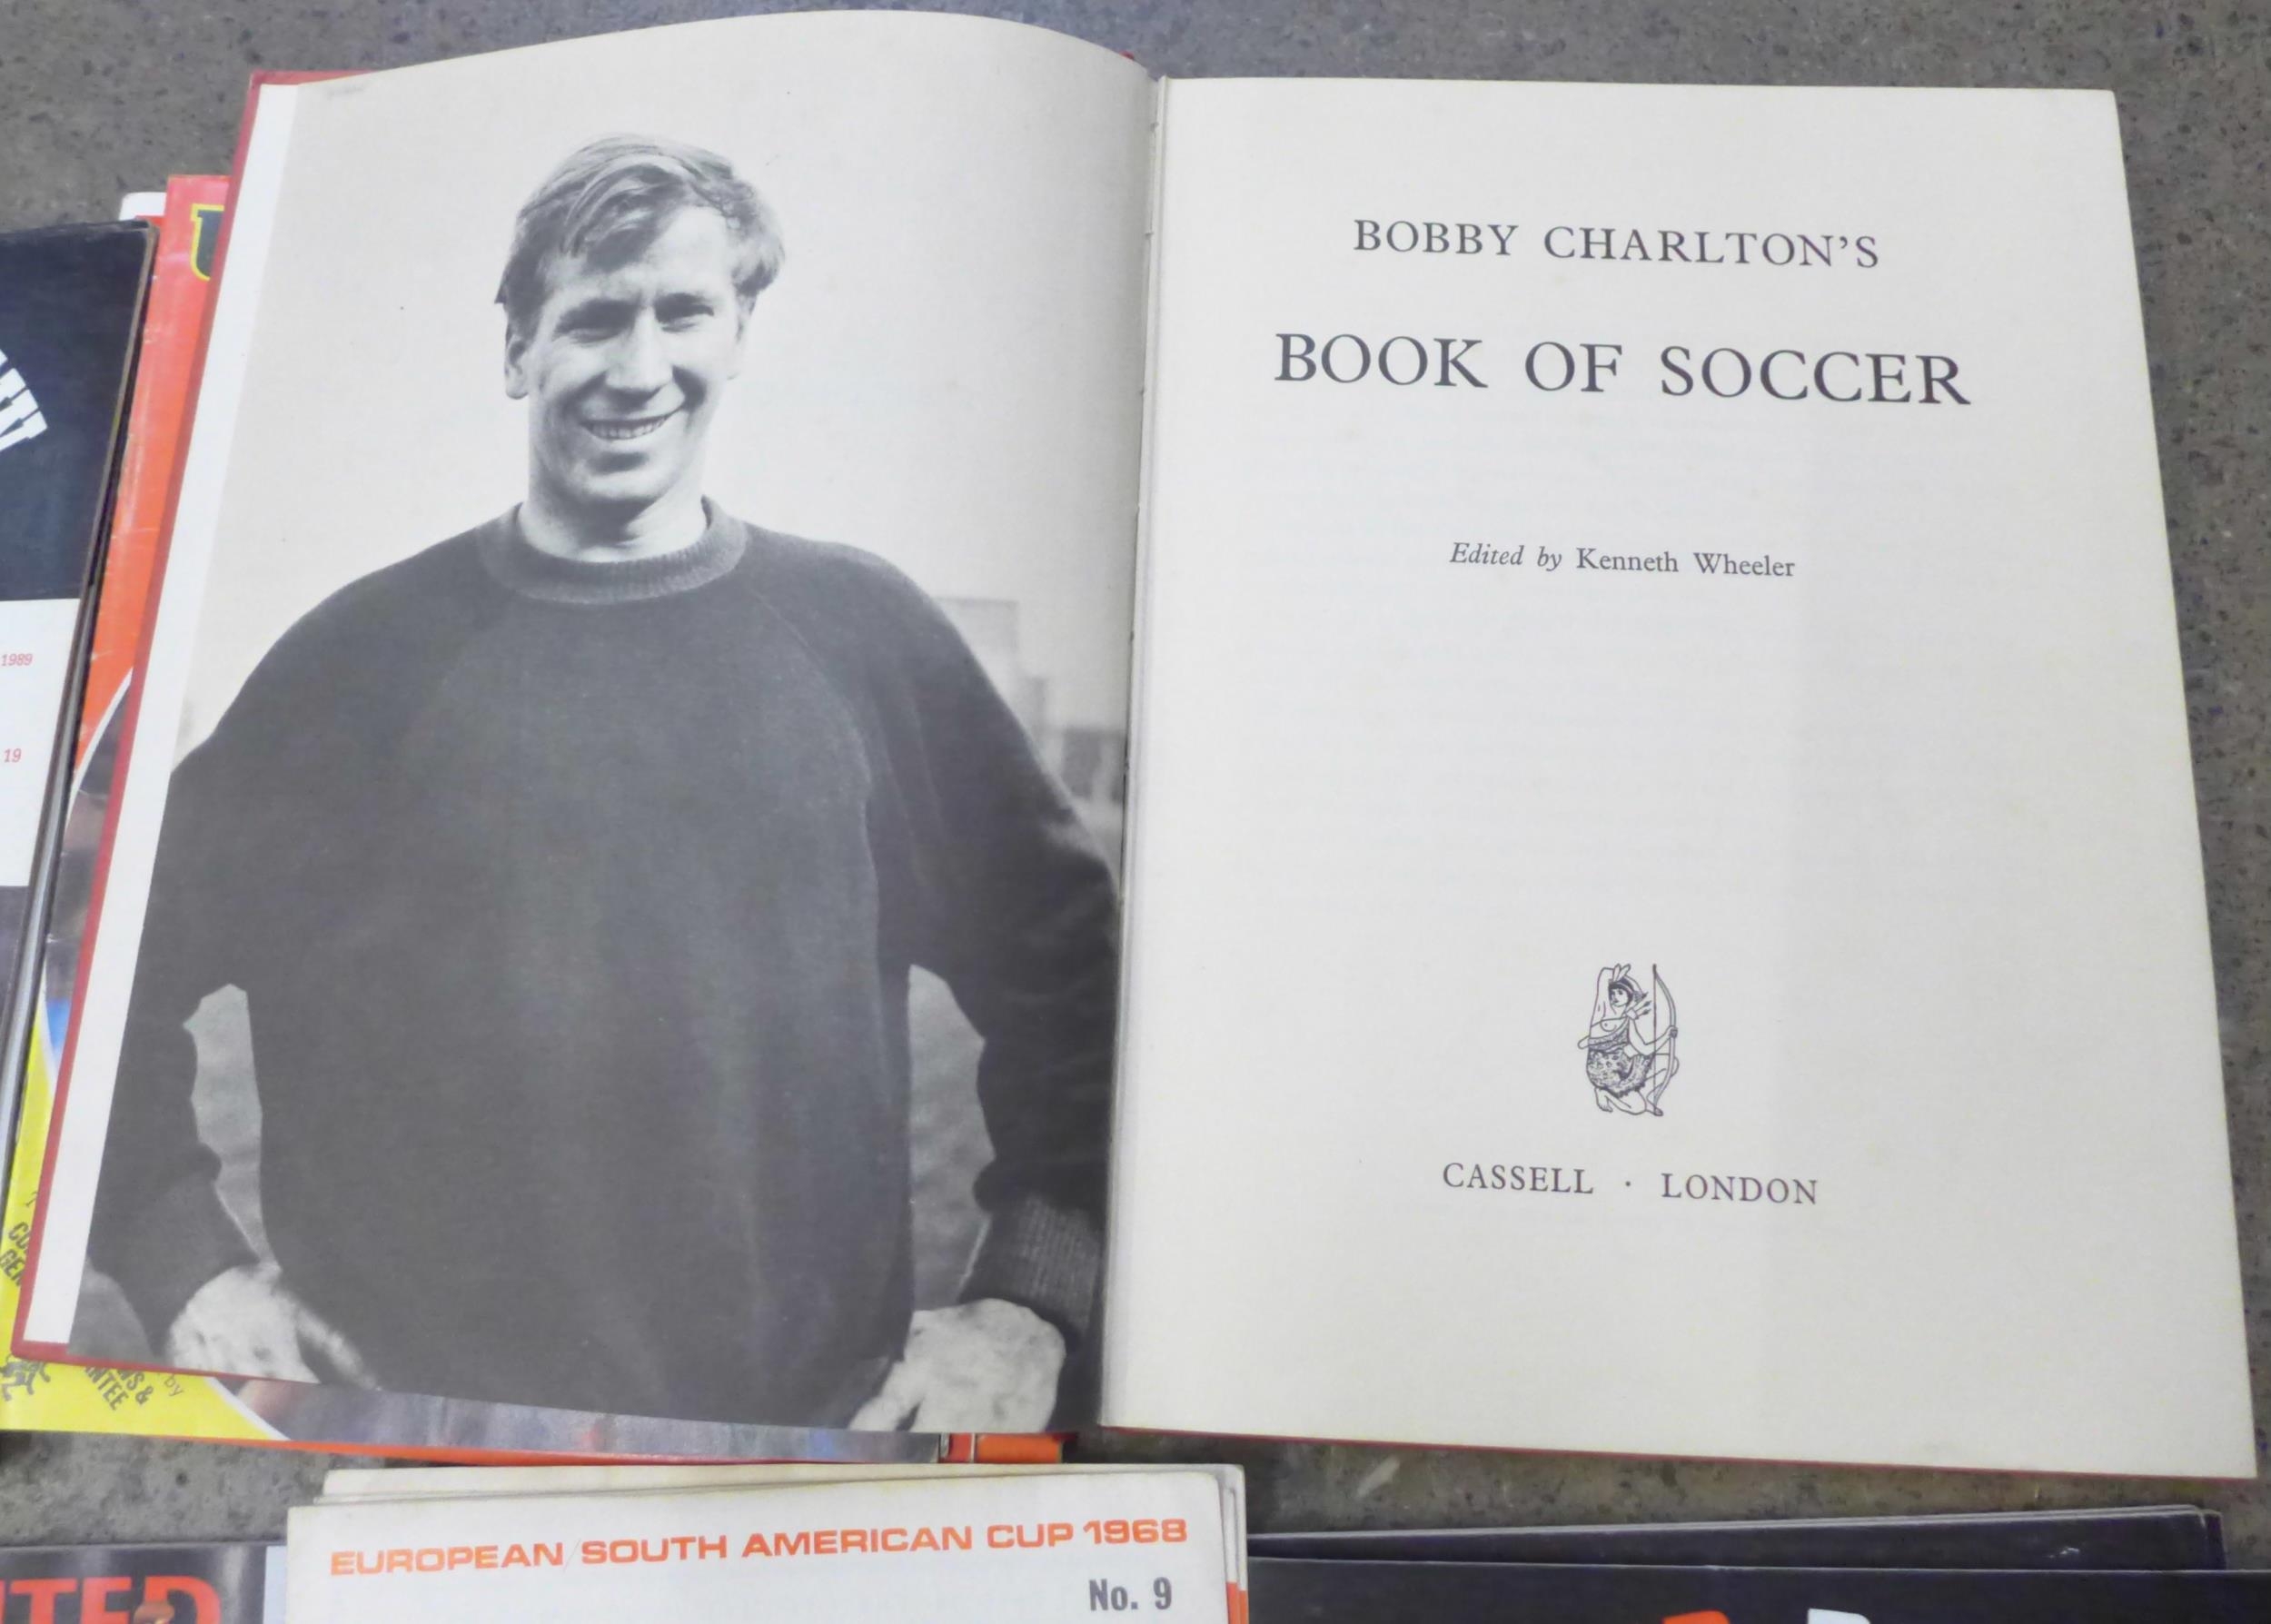 BOBBY CHARLTON'S
BOOK OF SOCCER
Edited by Kenneth Wheeler
CASSELL · LONDON
1989
19
by
EUROPEAN/SOUTH AMERICAN CUP 1968
No. 9